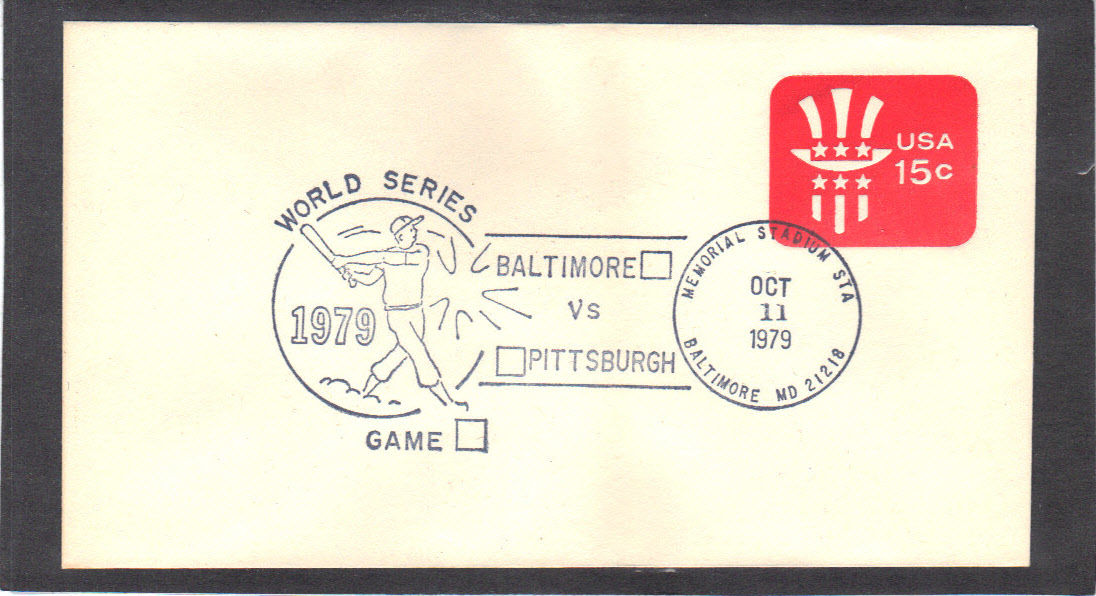 USA
15c
WORLD SERIES
1979
BALTIMORE
Vs
PITTSBURGH
GAME
MEMORIAL STADIUM STA
OCT
11
1979
BALTIMORE MD 21218